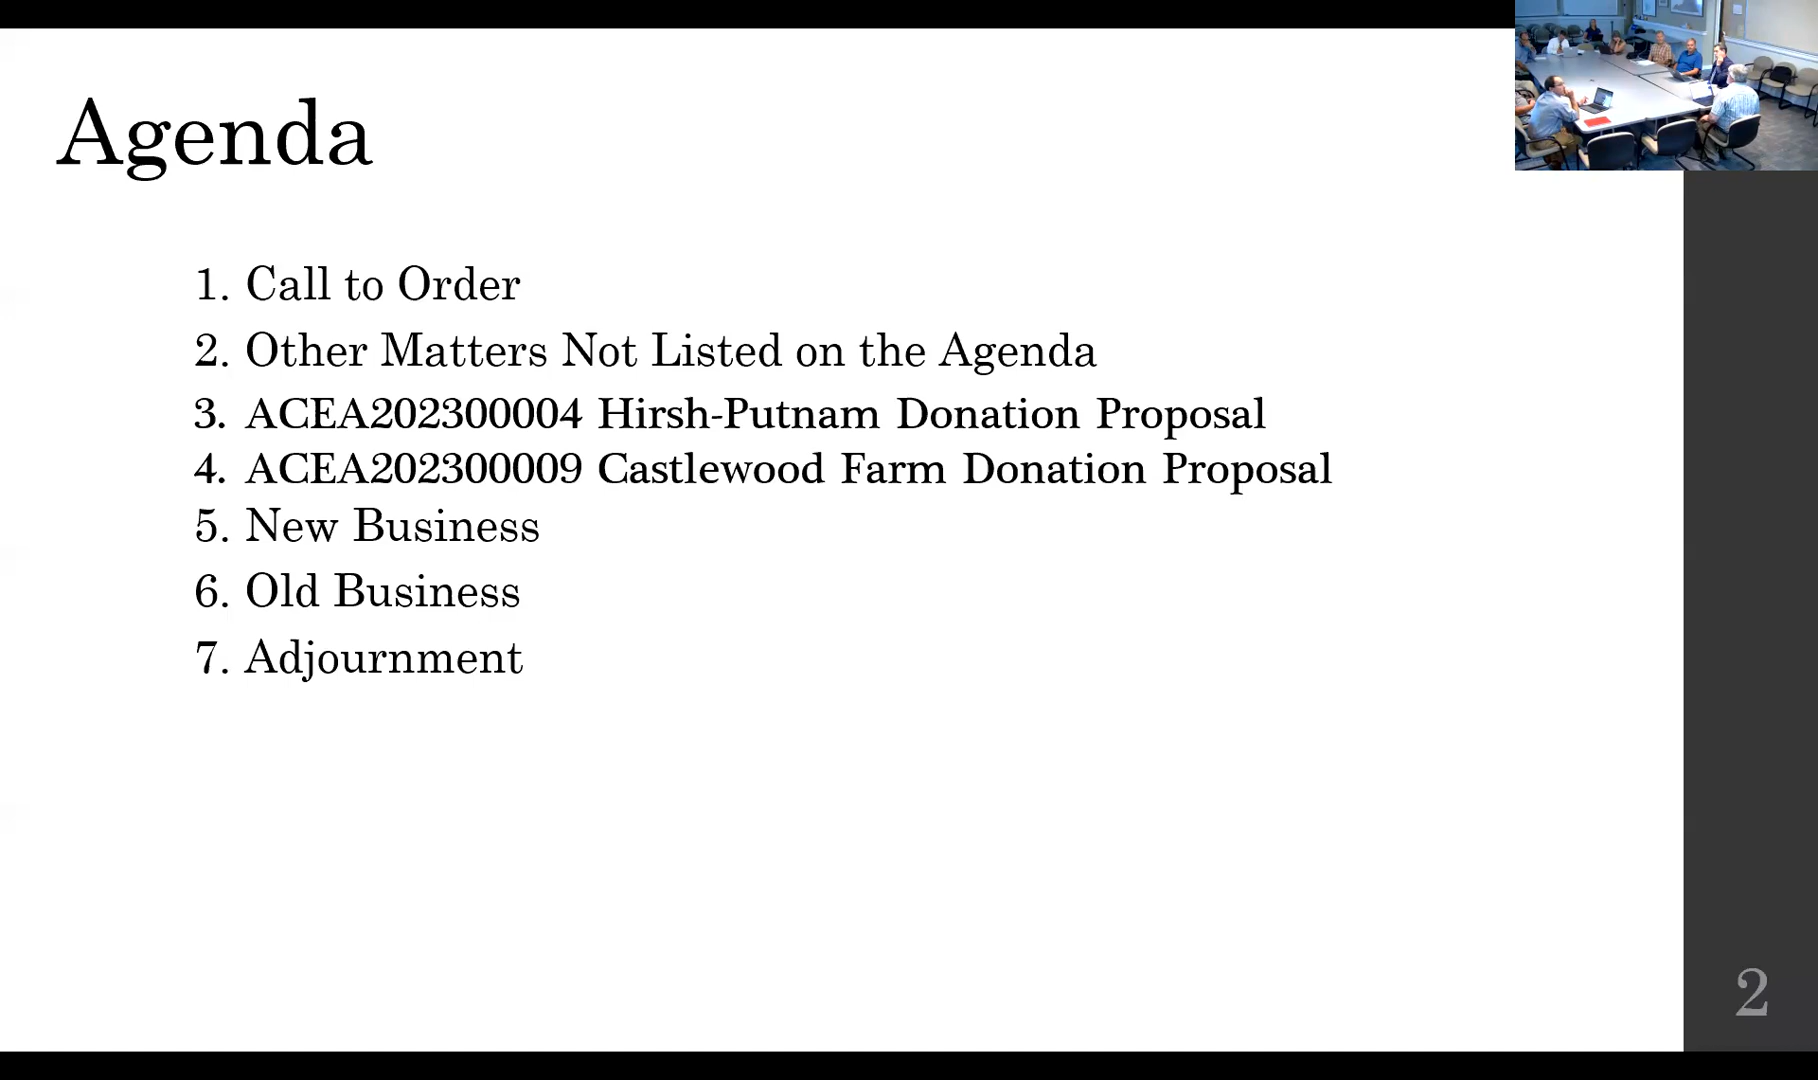 Agenda
1. Call to Order
2. Other Matters Not Listed on the Agenda
3. ACEA202300004 Hirsh-Putnam Donation Proposal
4. ACEA202300009 Castlewood Farm Donation Proposal
5. New Business
6. Old Business
7. Adjournment
2